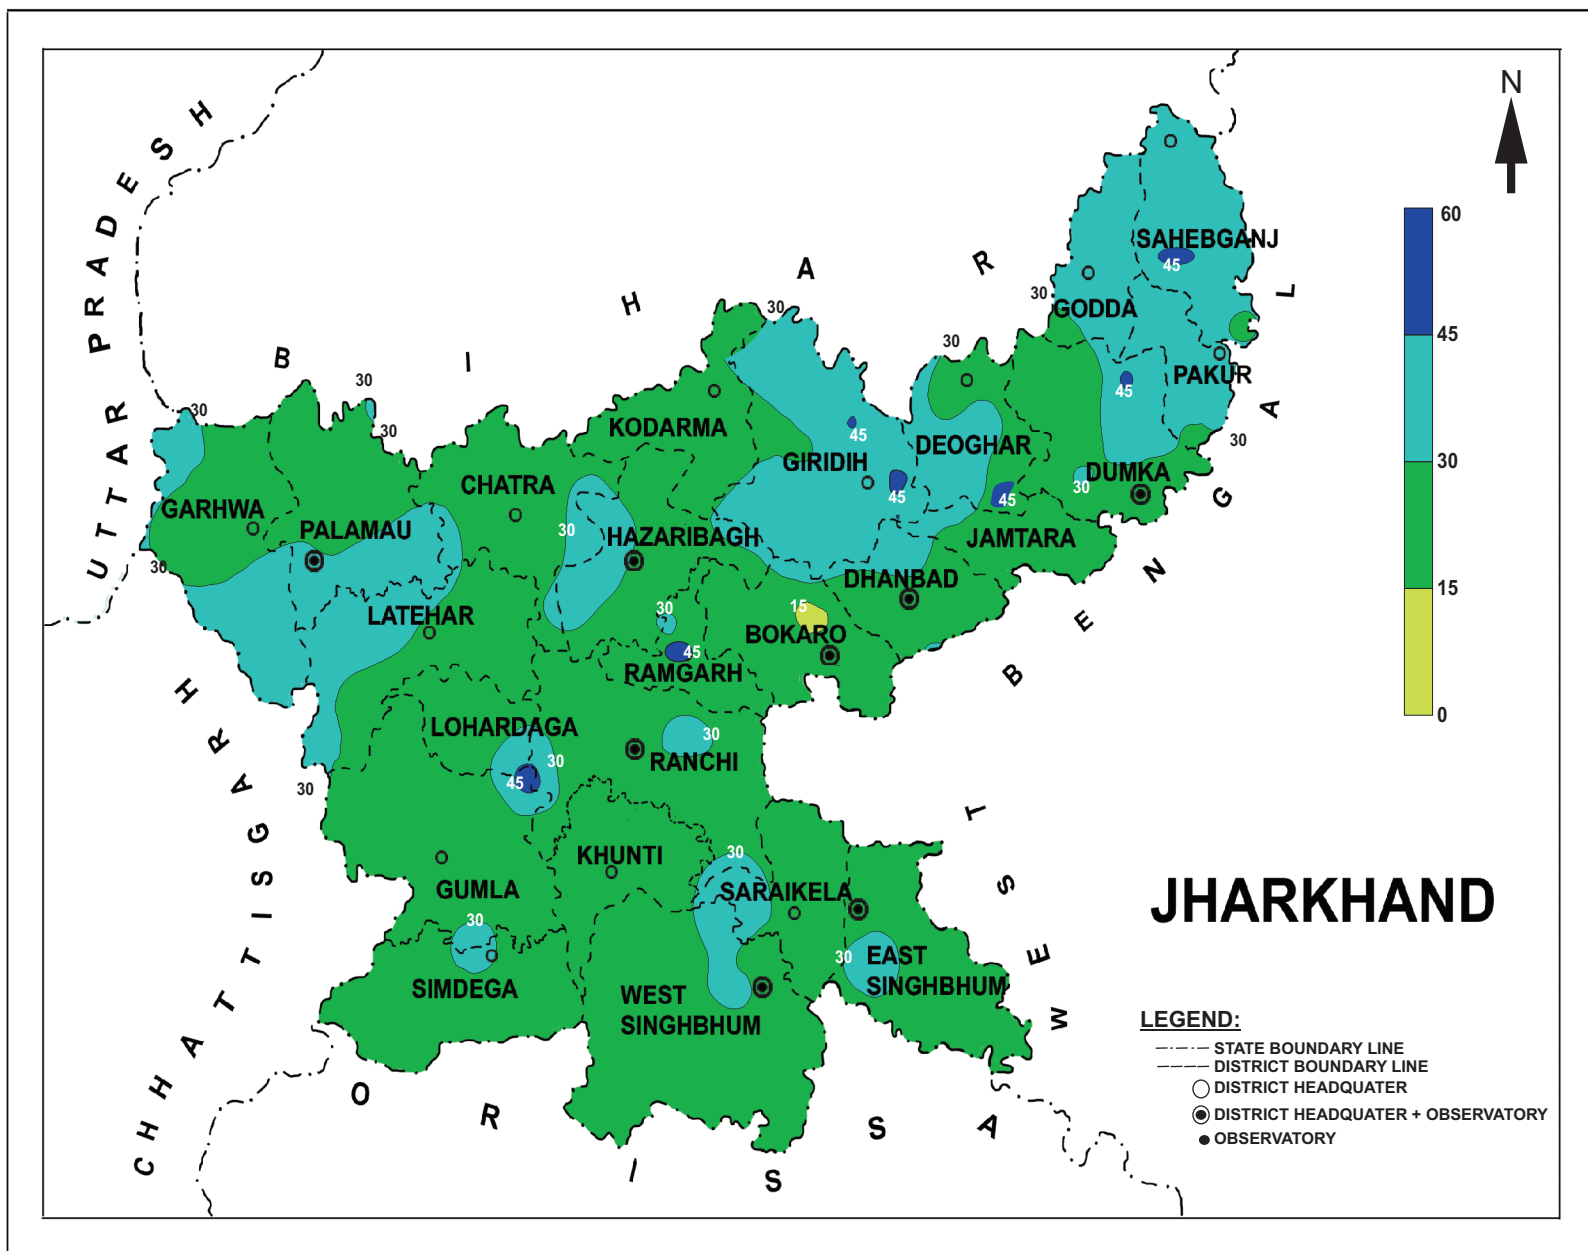 N
UTTAR PRADESH
BIHAR
WEST BENGAL
CHHATTISGARH
ORISSA
60
45
30
15
0
SAHEBGANJ
45
30
GODDA
30
30
PAKUR
45
30
30
30
30
KODARMA
45
DEOGHAR
GIRIDIH
DUMKA
30
CHATRA
45
45
GARHWA
PALAMAU
30
HAZARIBAGH
JAMTARA
30
DHANBAD
LATEHAR
30
15
BOKARO
45
RAMGARH
LOHARDAGA
30
30
RANCHI
45
30
KHUNTI
30
GUMLA
SARAIKELA
30
30
EAST
SINGHBHUM
SIMDEGA
WEST
SINGHBHUM
JHARKHAND
LEGEND:
STATE BOUNDARY LINE
DISTRICT BOUNDARY LINE
DISTRICT HEADQUATER
DISTRICT HEADQUATER + OBSERVATORY
OBSERVATORY